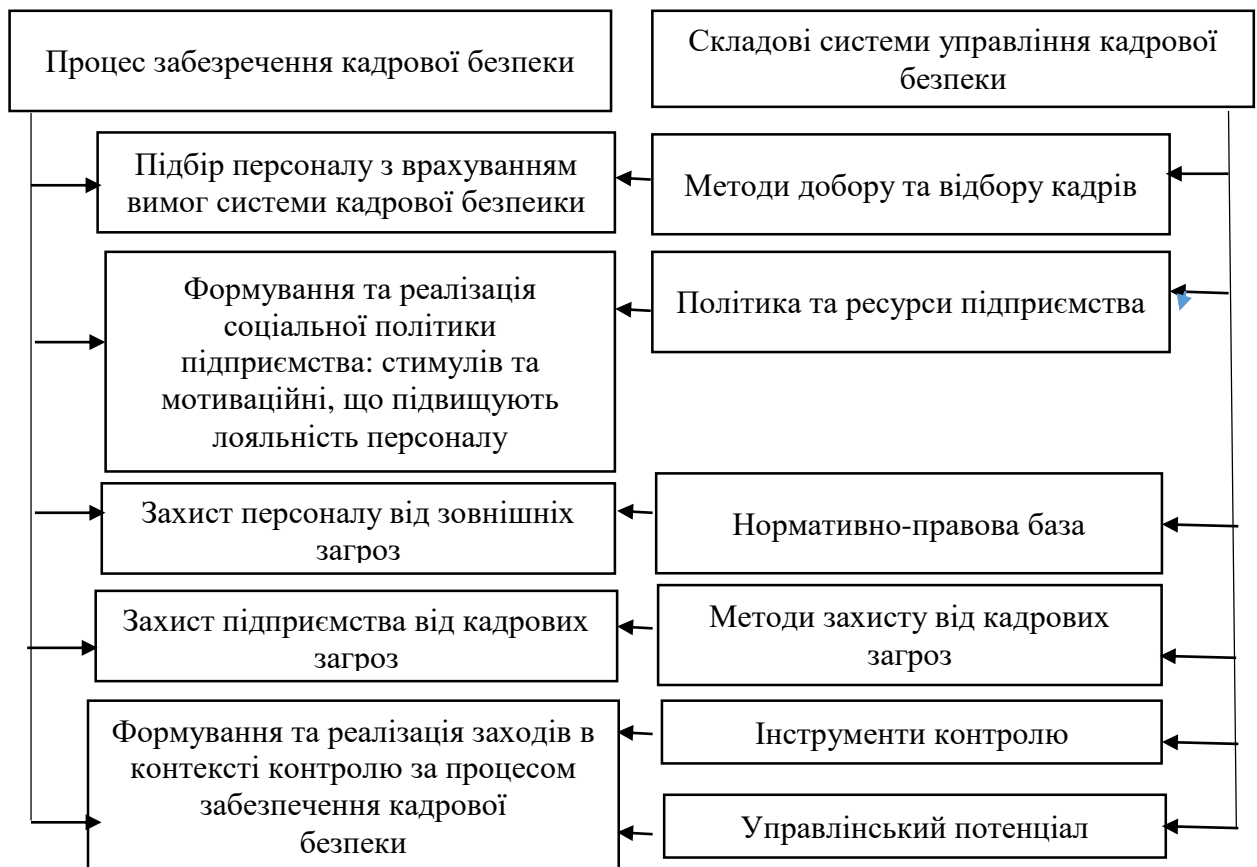 Процес забезречення кадрової безпеки
Складові системи управління кадрової
безпеки
Підбір персоналу з врахуванням
вимог системи кадрової безпеики
Методи добору та відбору кадрів
Формування та реалізація
соціальної політики
підприємства: стимулів та
мотиваційні, що підвищують
лояльність персоналу
Політика та ресурси підприємства
Захист персоналу від зовнішніх
загроз
Нормативно-правова база
Захист підприємства від кадрових
загроз
Методи захисту від кадрових
загроз
Формування та реалізація заходів в
контексті контролю за процесом
забезпечення кадрової
безпеки
Інструменти контролю
Управлінський потенціал